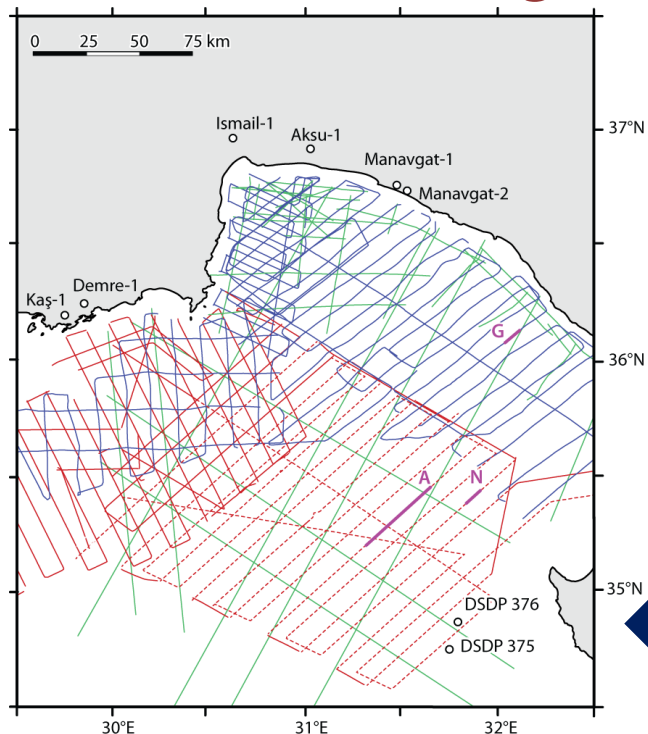 0 25 50 75 km
Ismail-1
Aksu-1
37°N
Manavgat-1
Manavgat-2
Demre-1
Kaş-1
G
36°N
A
N
35°N
DSDP 376
DSDP 375
30°E 31°E 32°E